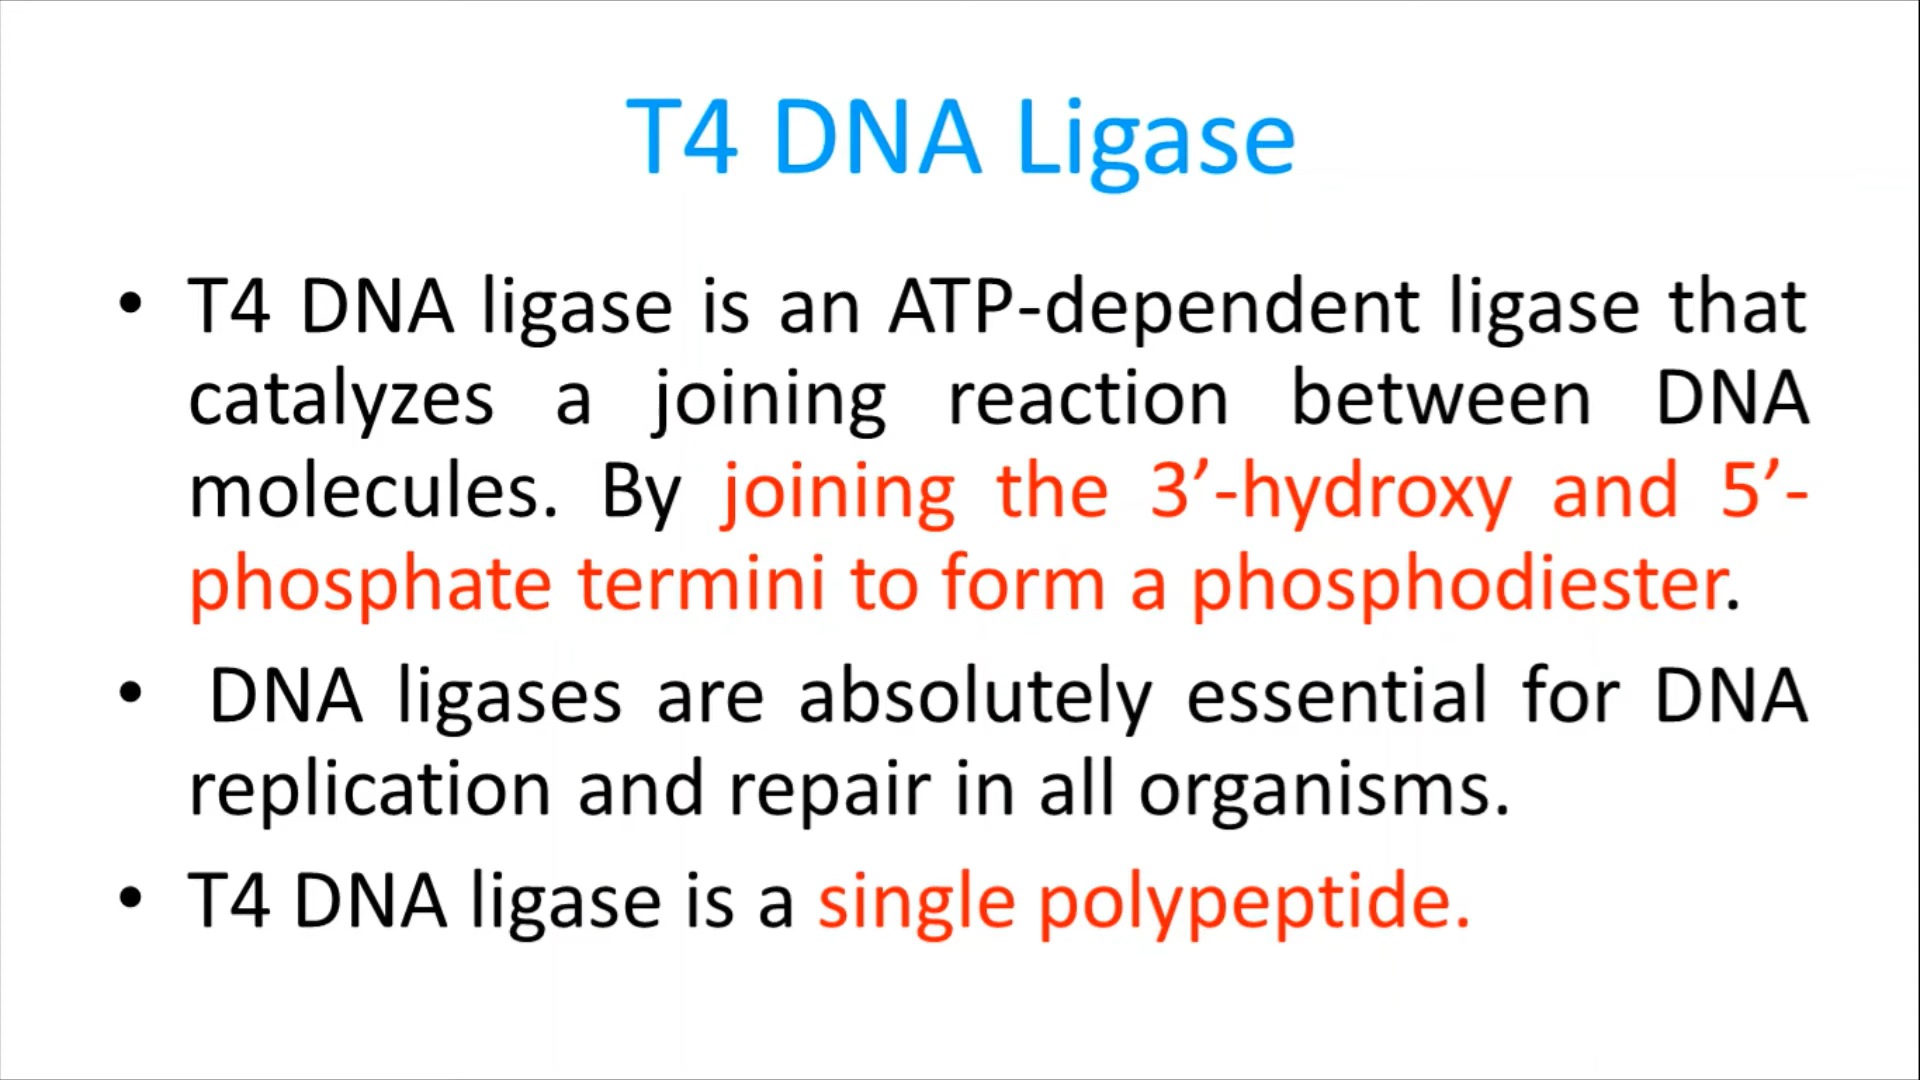 T4 DNA Ligase
• T4 DNA ligase is an ATP-dependent ligase that
catalyzes a joining reaction between DNA
molecules. By joining the 3’-hydroxy and 5’-
phosphate termini to form a phosphodiester.
• DNA ligases are absolutely essential for DNA
replication and repair in all organisms.
• T4 DNA ligase is a single polypeptide.